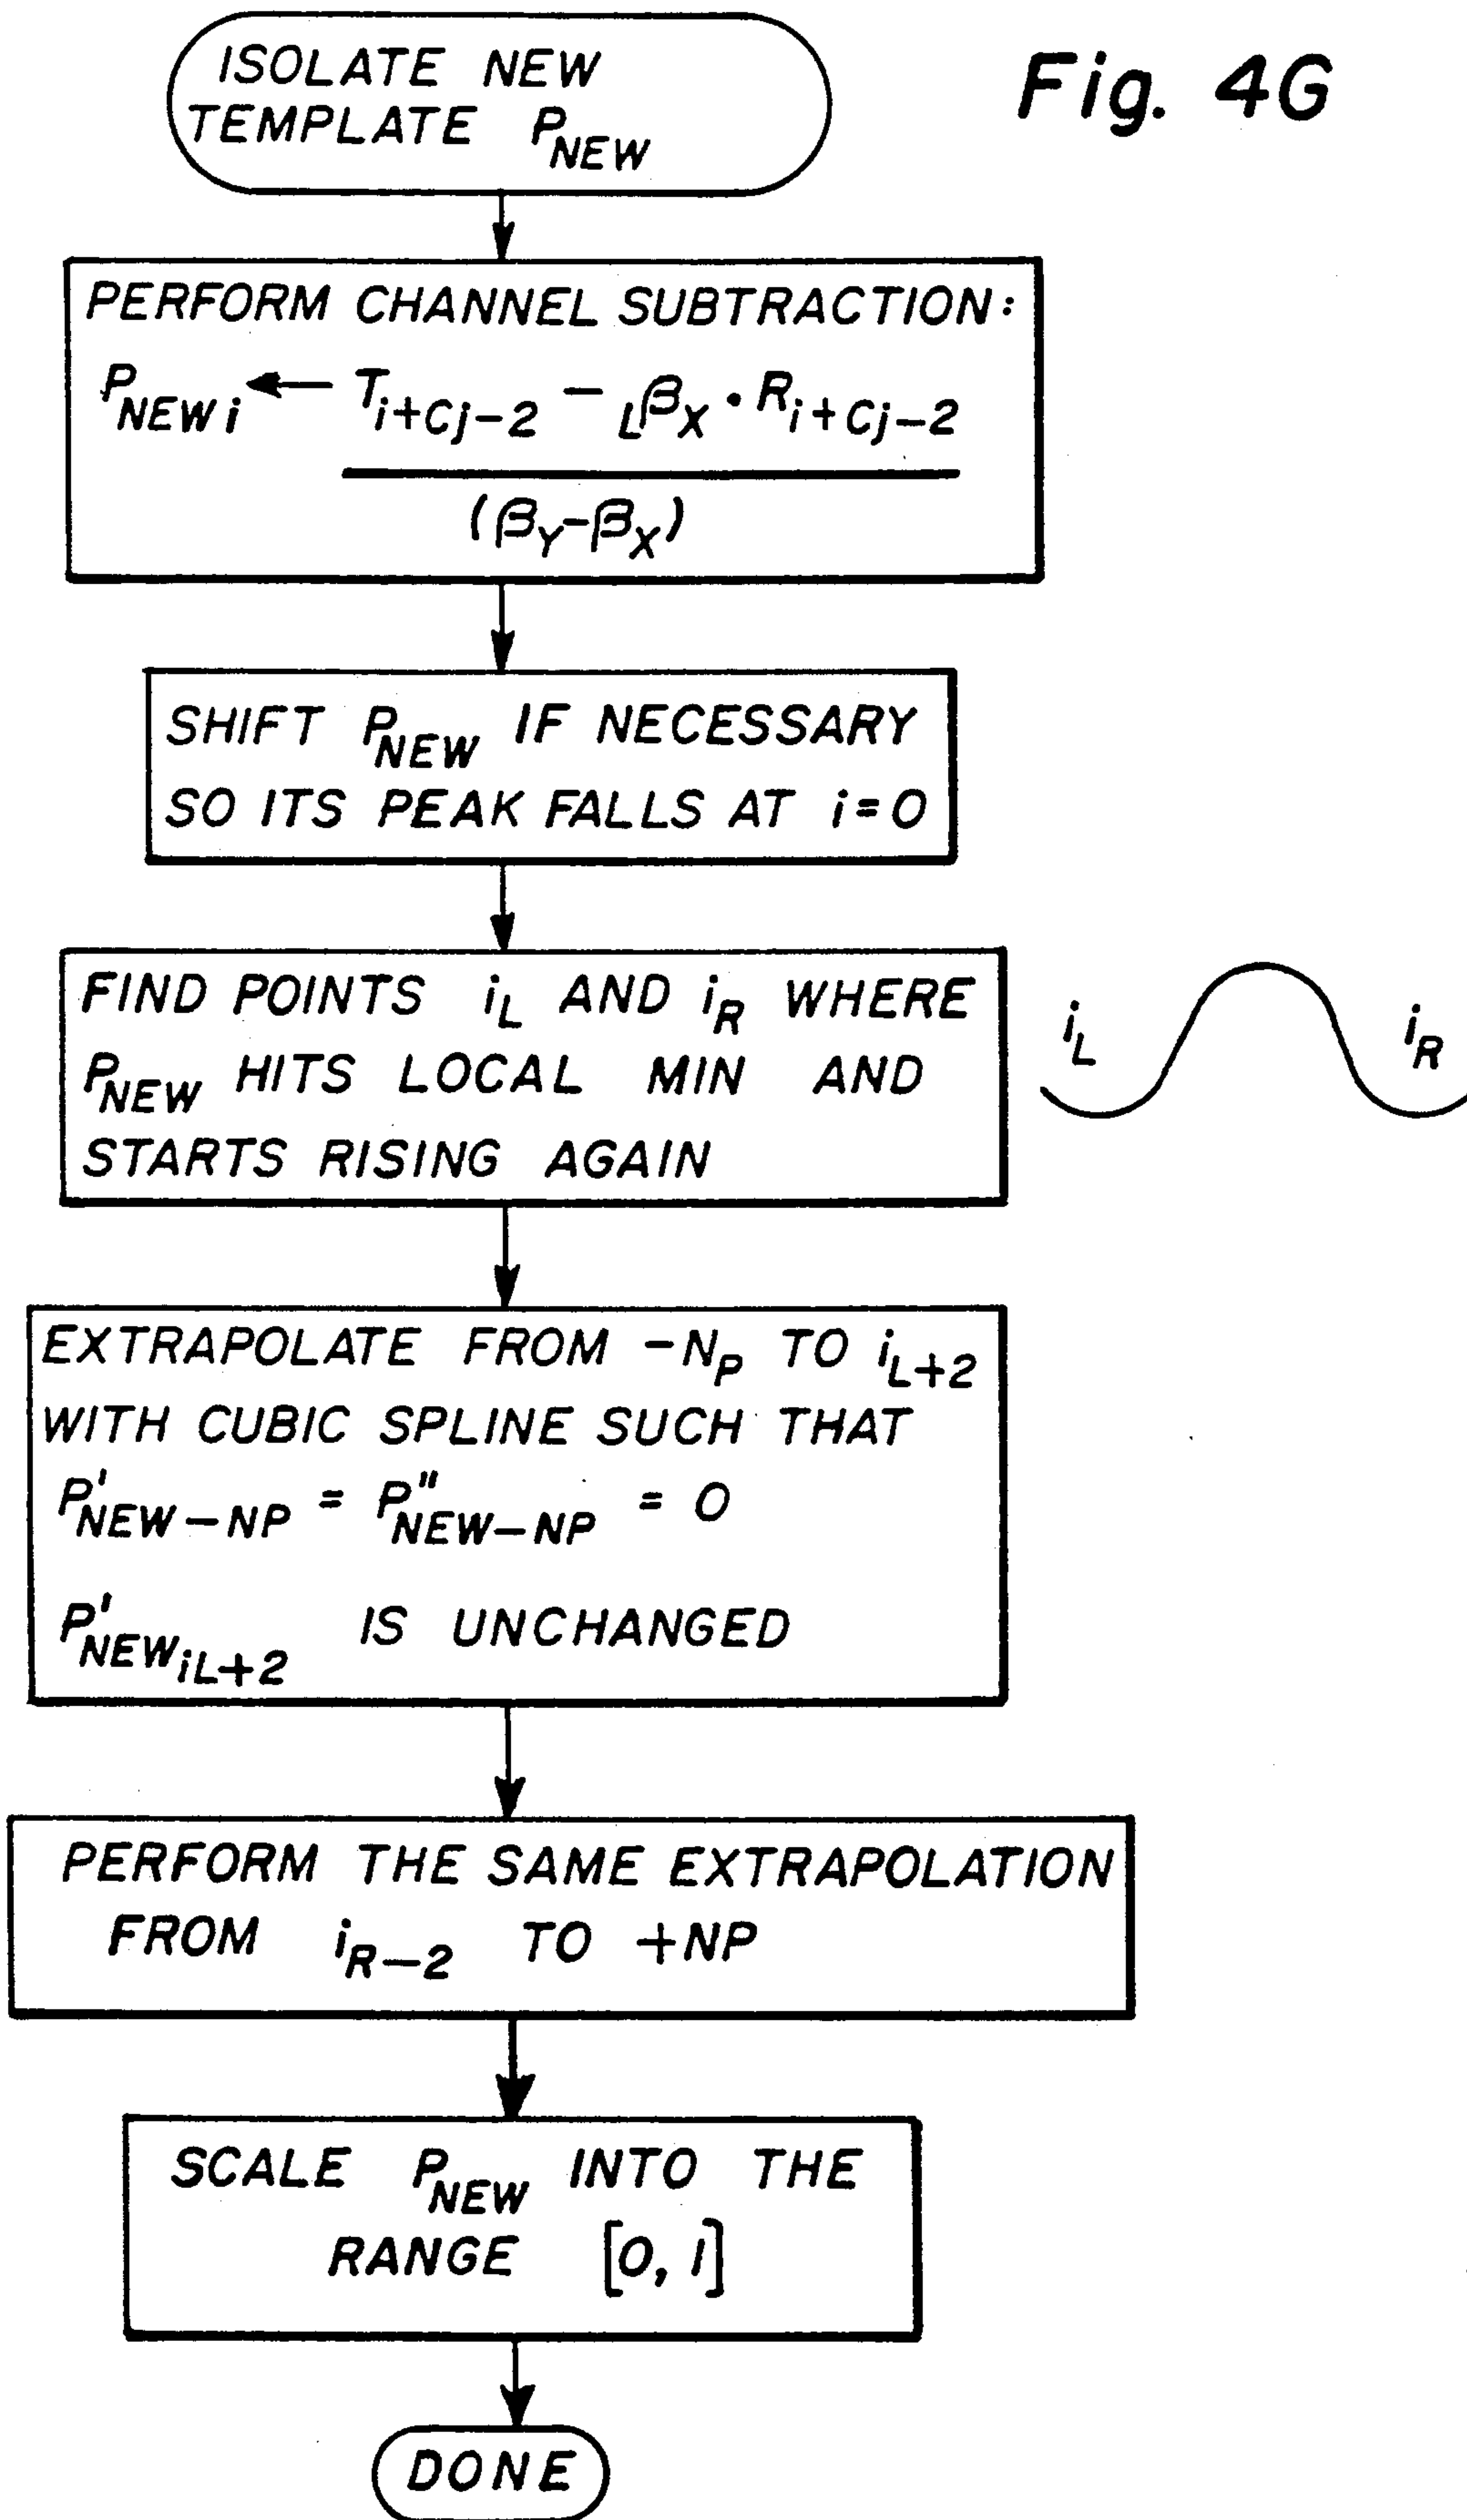 Fig. 4G
ISOLATE NEW
TEMPLATE P_NEW
PERFORM CHANNEL SUBTRACTION:
P_NEWi ← T_i+Cj-2 - _Lβ_X · R_i+Cj-2
(β_Y-β_X)
SHIFT P_NEW IF NECESSARY
SO ITS PEAK FALLS AT i=0
FIND POINTS i_L AND i_R WHERE
P_NEW HITS LOCAL MIN AND
STARTS RISING AGAIN
i_L i_R
EXTRAPOLATE FROM -N_P TO i_L+2
WITH CUBIC SPLINE SUCH THAT
P'_NEW-NP = P"_NEW-NP = 0
P'_NEW_iL+2 IS UNCHANGED
PERFORM THE SAME EXTRAPOLATION
FROM i_R-2 TO +NP
SCALE P_NEW INTO THE
RANGE [0,1]
DONE